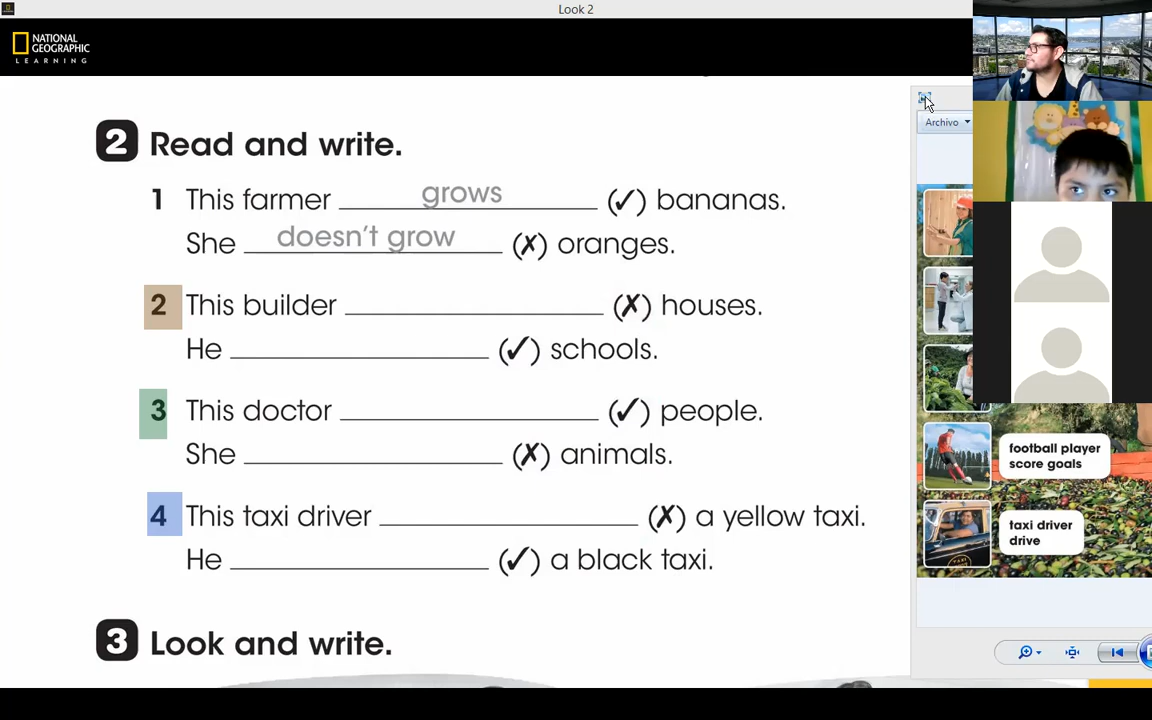 Look 2
NATIONAL
GEOGRAPHIC
LEARNING
2 Read and write.
1 This farmer grows (✓) bananas.
She doesn't grow (✗) oranges.
2 This builder (✗) houses.
He (✓) schools.
3 This doctor (✓) people.
She (✗) animals.
4 This taxi driver (✗) a yellow taxi.
He (✓) a black taxi.
3 Look and write.
Archivo
football player
score goals
taxi driver
drive
TAXI